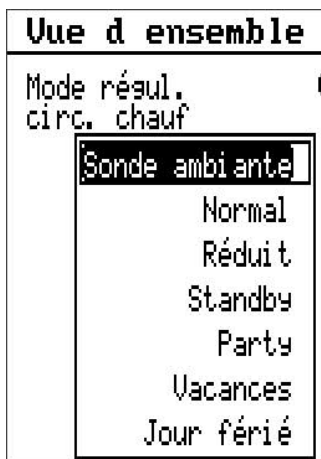 Vue d ensemble
Mode régul.
circ. chauf
Sonde ambiante
Normal
Réduit
Standby
Party
Vacances
Jour férié